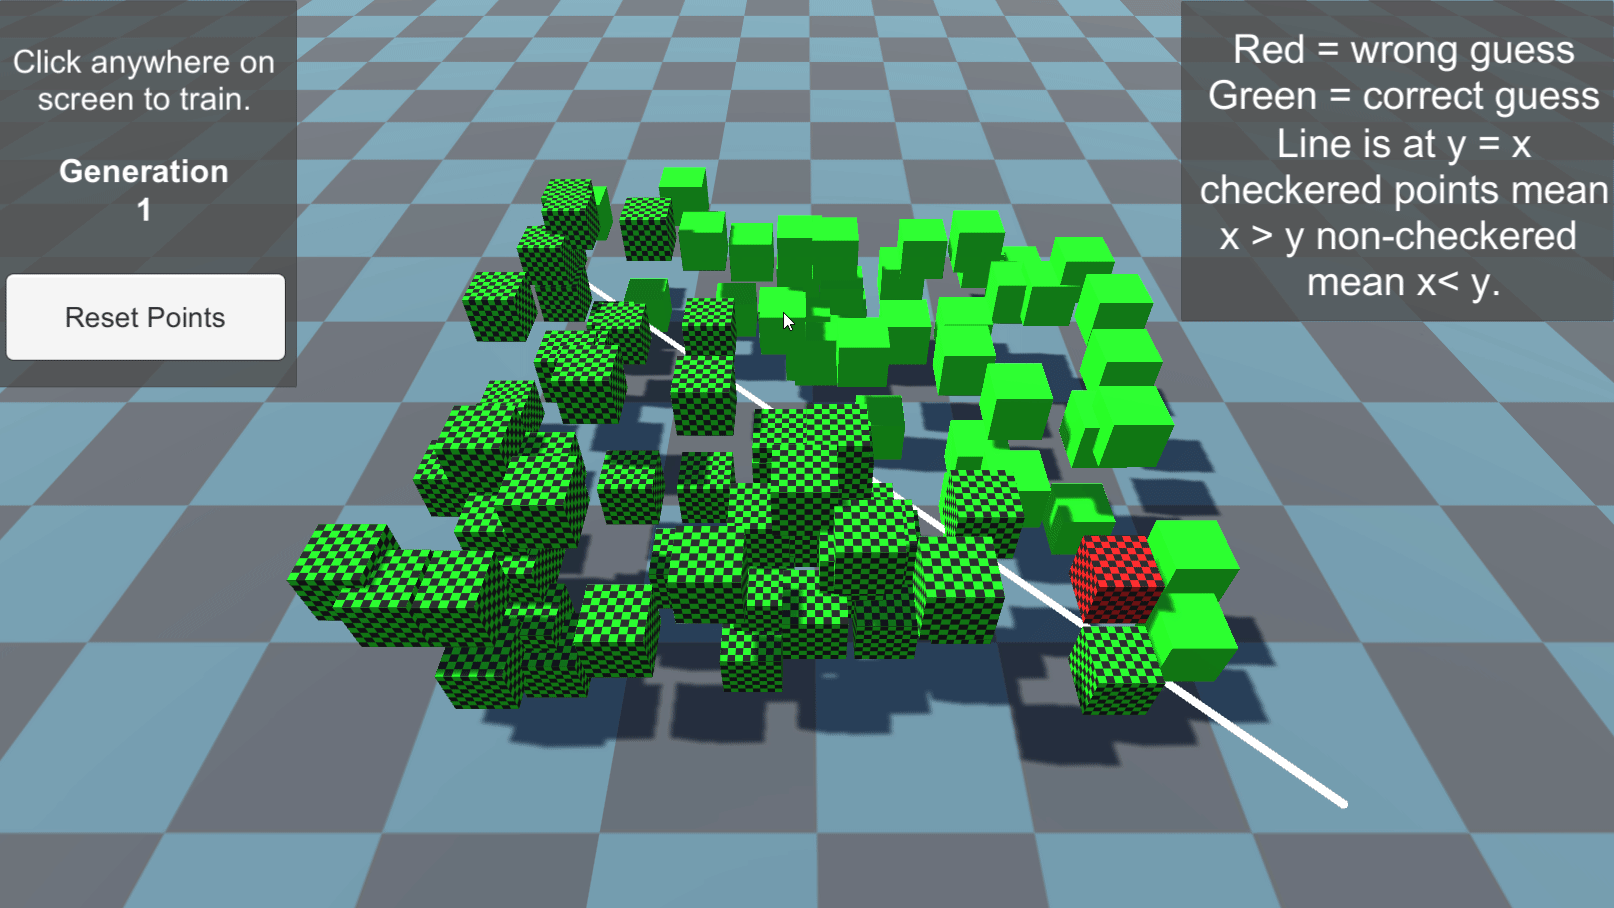 Click anywhere on
screen to train.
Generation
1
Reset Points
Red = wrong guess
Green = correct guess
Line is at y = x
checkered points mean
x > y non-checkered
mean x< y.